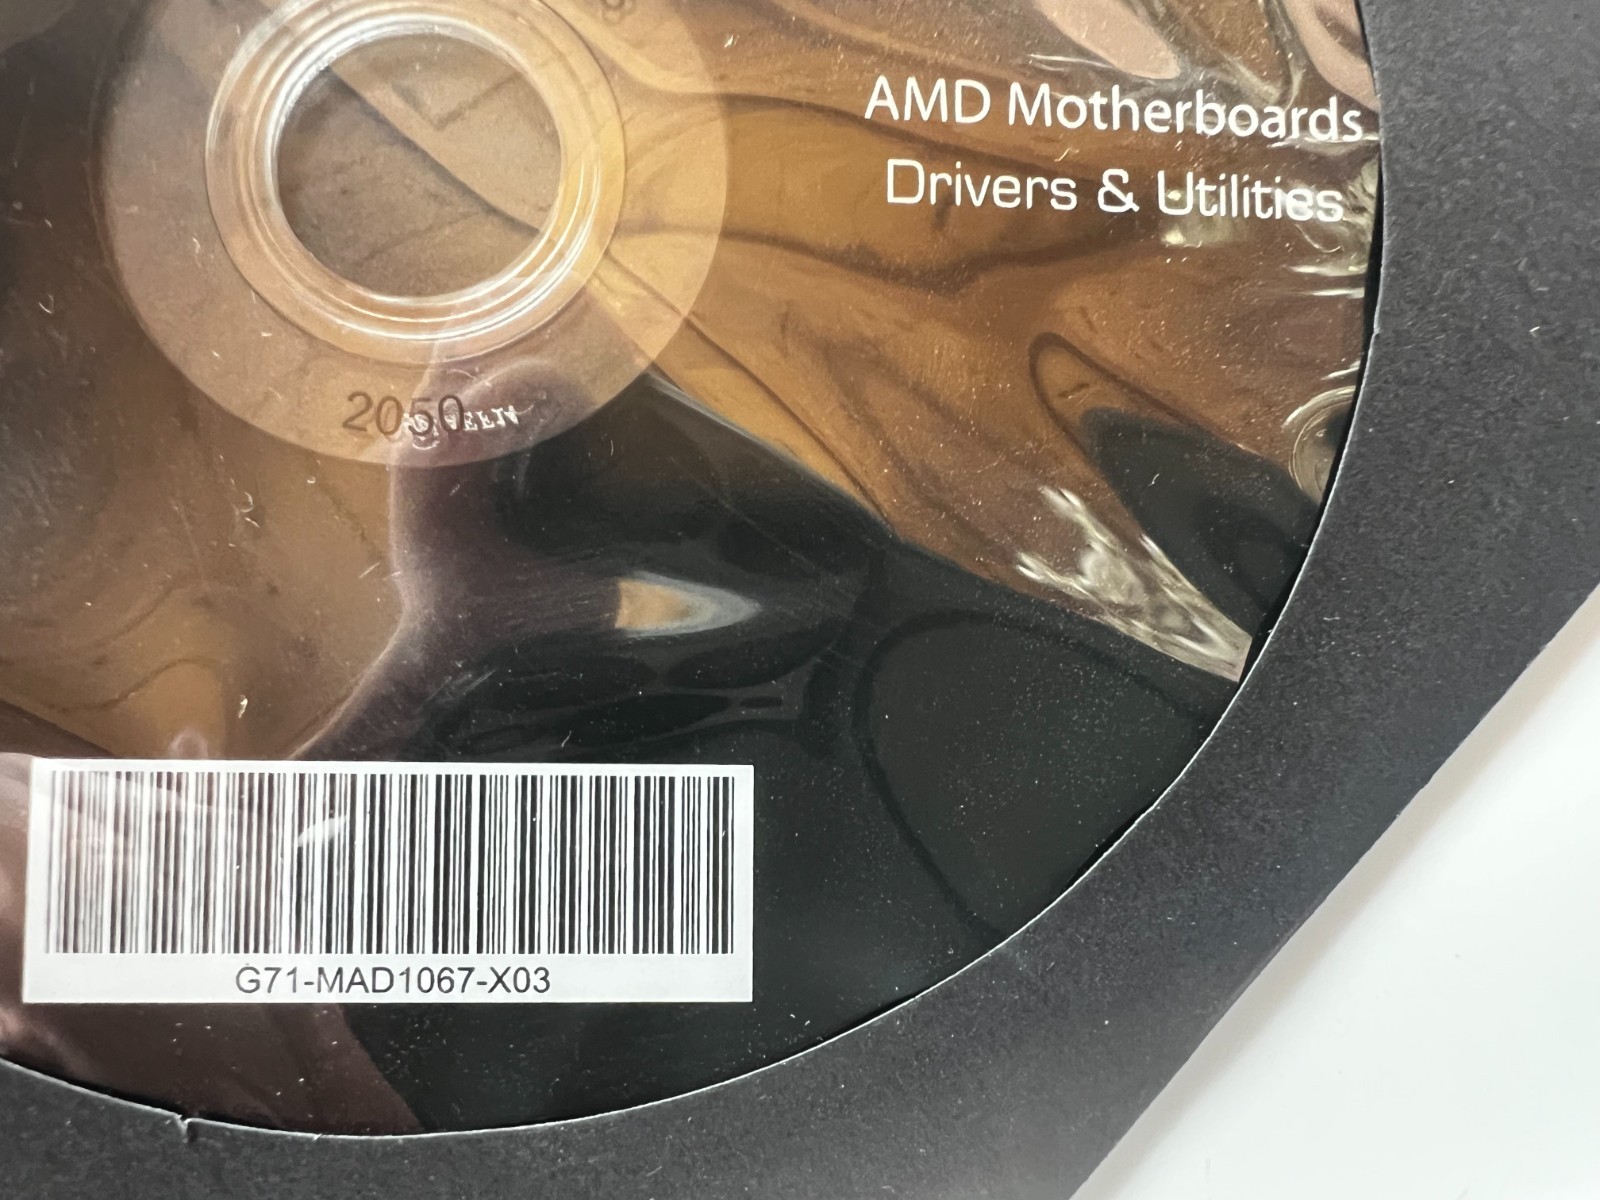 AMD Motherboards
Drivers & Utilities
2050
G71-MAD1067-X03